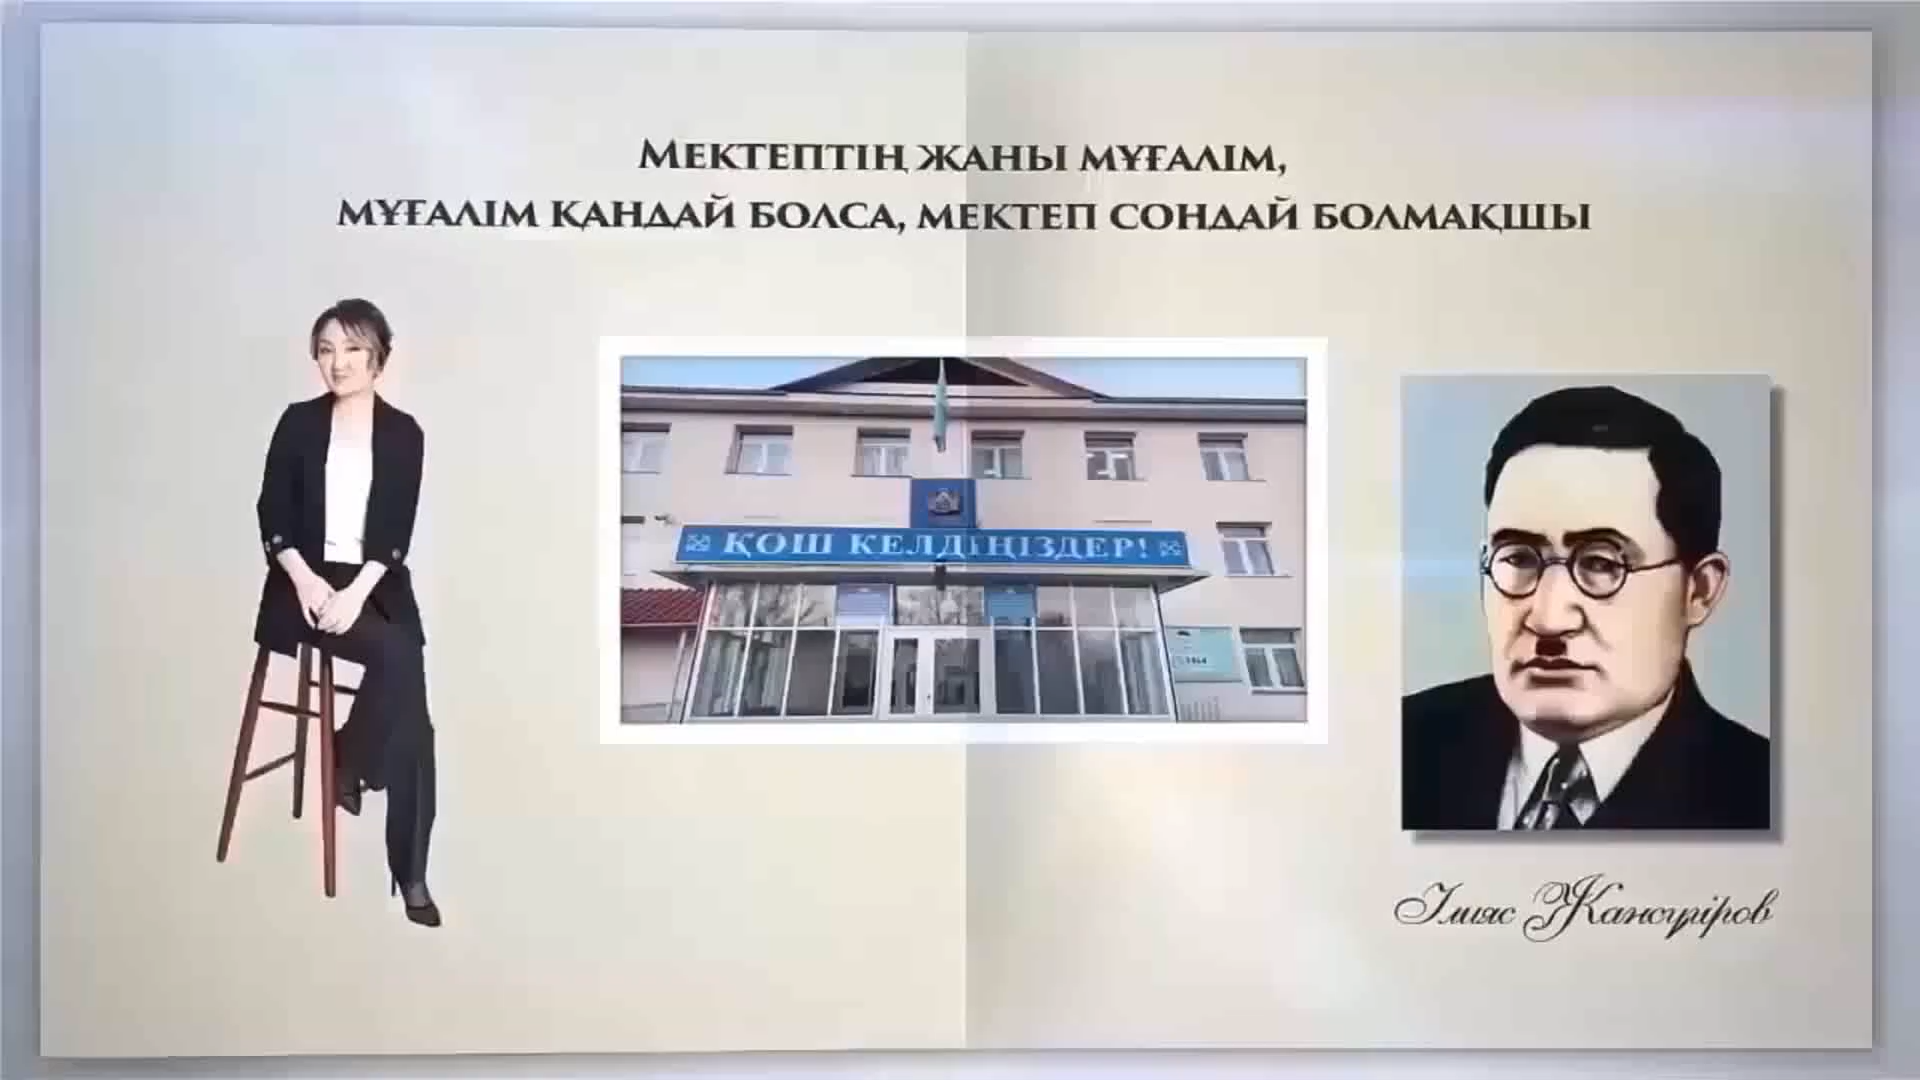 Мектептің жаны мұғалім,
мұғалім қандай болса, мектеп сондай болмақшы
ҚОШ КЕЛДІҢІЗДЕР!
Ілияс Жансүгіров